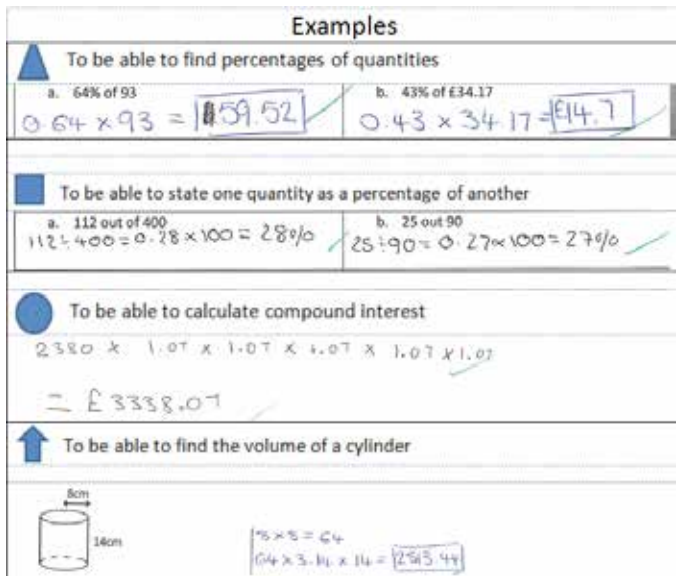 Examples
To be able to find percentages of quantities
a. 64% of 93
b. 43% of £34.17
0.64 × 93 = 59.52
0.43 × 34.17 = £14.7
To be able to state one quantity as a percentage of another
a. 112 out of 400
b. 25 out 90
112÷400=0.28×100=28%
25÷90=0.27×100=27%
To be able to calculate compound interest
2380 × 1.07 × 1.07 × 1.07 × 1.07 × 1.07
= £3338.07
To be able to find the volume of a cylinder
8cm
14cm
8×8=64
64×3.14×14=2813.44